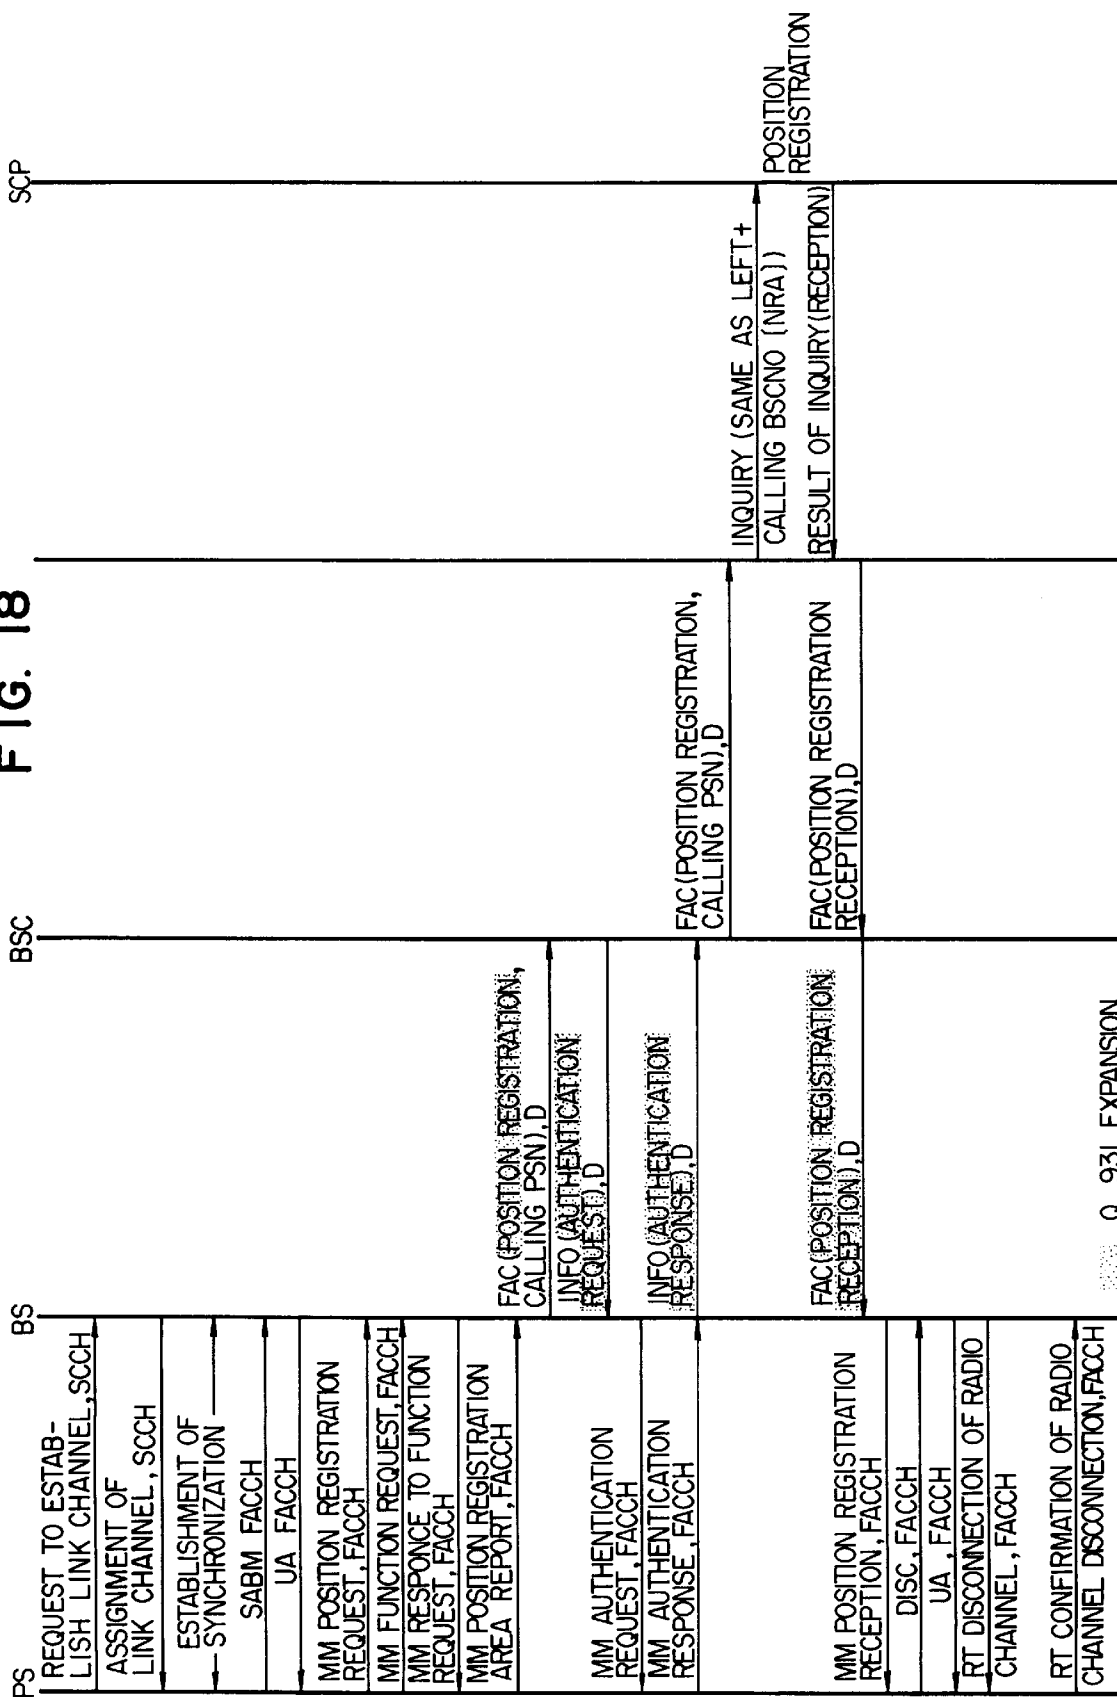 FIG. 18
PS
BS
BSC
SCP
REQUEST TO ESTAB-
LISH LINK CHANNEL,SCCH
ASSIGNMENT OF
LINK CHANNEL, SCCH
ESTABLISHMENT OF
SYNCHRONIZATION
SABM FACCH
UA FACCH
MM POSITION REGISTRATION
REQUEST, FACCH
MM FUNCTION REQUEST, FACCH
MM RESPONCE TO FUNCTION
REQUEST, FACCH
MM POSITION REGISTRATION
AREA REPORT, FACCH
FAC(POSITION REGISTRATION,
CALLING PSN),D
INFO(AUTHENTICATION
REQUEST),D
MM AUTHENTICATION
REQUEST, FACCH
MM AUTHENTICATION
RESPONSE, FACCH
INFO(AUTHENTICATION
RESPONSE),D
FAC(POSITION REGISTRATION,
CALLING PSN),D
INQUIRY (SAME AS LEFT+
CALLING BSCNO (NRA))
POSITION
REGISTRATION
RESULT OF INQUIRY(RECEPTION)
FAC(POSITION REGISTRATION
RECEPTION),D
FAC(POSITION REGISTRATION
RECEPTION),D
MM POSITION REGISTRATION
RECEPTION, FACCH
DISC, FACCH
UA, FACCH
RT DISCONNECTION OF RADIO
CHANNEL, FACCH
RT CONFIRMATION OF RADIO
CHANNEL DISCONNECTION,FACCH
Q. 931 EXPANSION